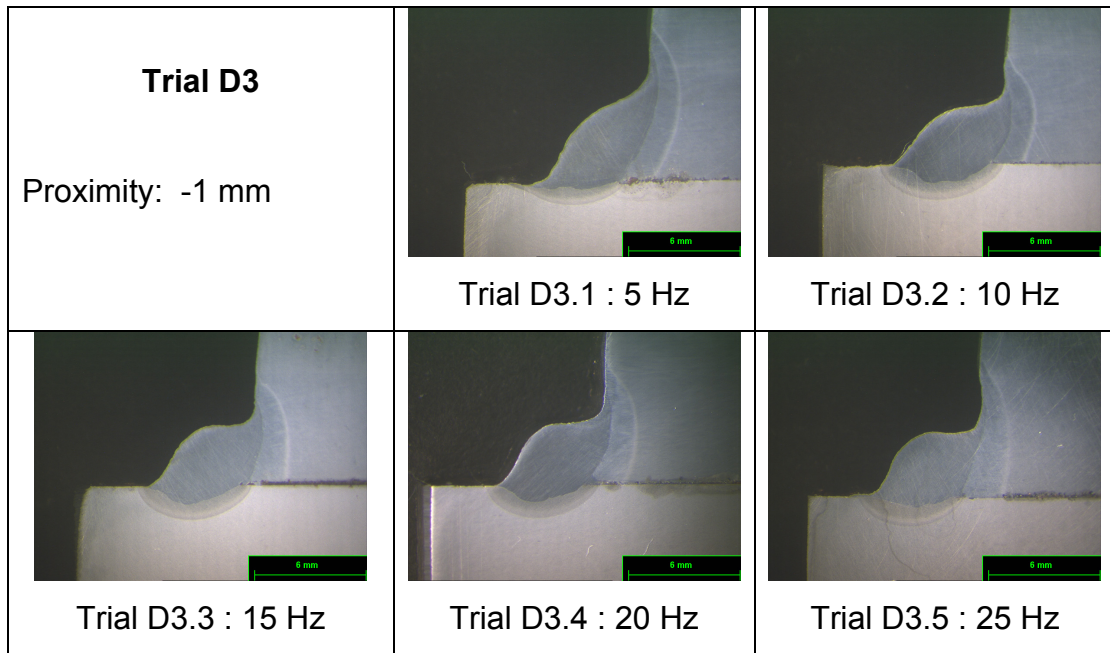 Trial D3
Proximity: -1 mm
6 mm
Trial D3.1 : 5 Hz
6 mm
Trial D3.2 : 10 Hz
6 mm
Trial D3.3 : 15 Hz
6 mm
Trial D3.4 : 20 Hz
6 mm
Trial D3.5 : 25 Hz